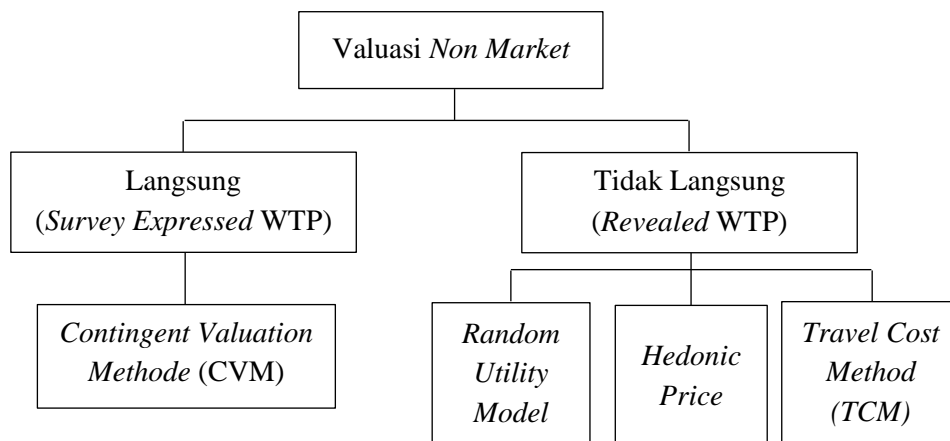 Valuasi Non Market
Langsung
(Survey Expressed WTP)
Tidak Langsung
(Revealed WTP)
Contingent Valuation
Methode (CVM)
Random
Utility
Model
Hedonic
Price
Travel Cost
Method
(TCM)